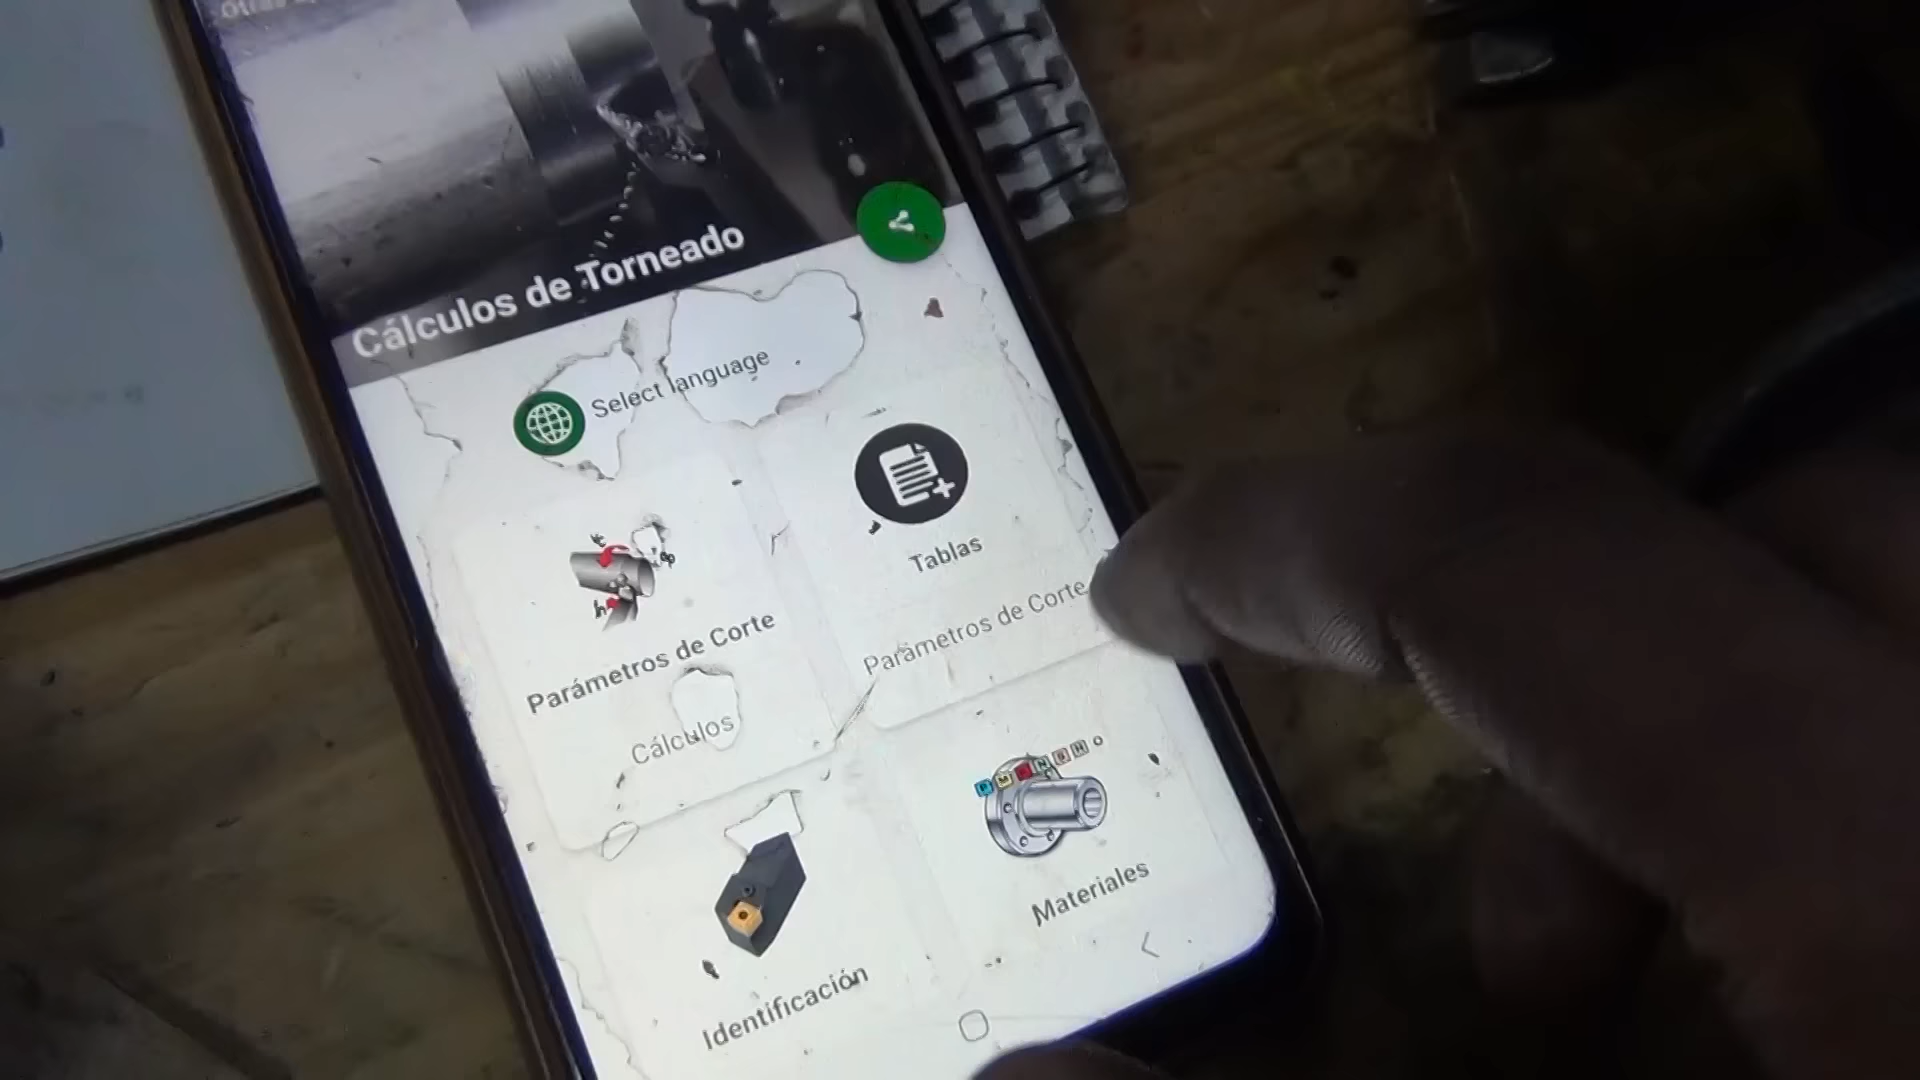 Cálculos de Torneado
Select language
Parámetros de Corte
Cálculos
Tablas
Parámetros de Corte
Identificación
Materiales